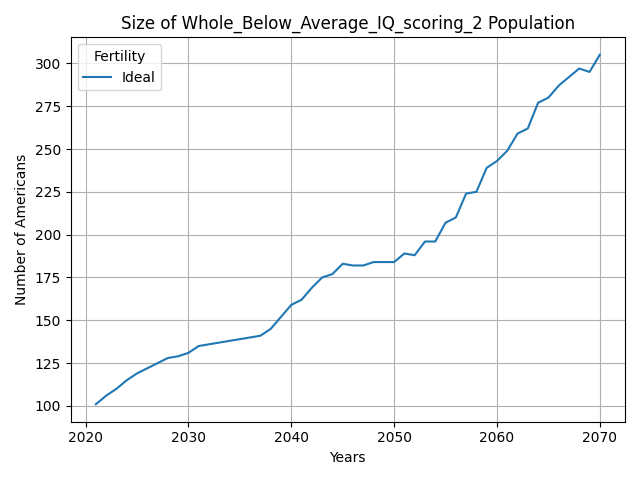 Size of Whole_Below_Average_IQ_scoring_2 Population
Fertility
Ideal
Number of Americans
300
275
250
225
200
175
150
125
100
2020 2030 2040 2050 2060 2070
Years